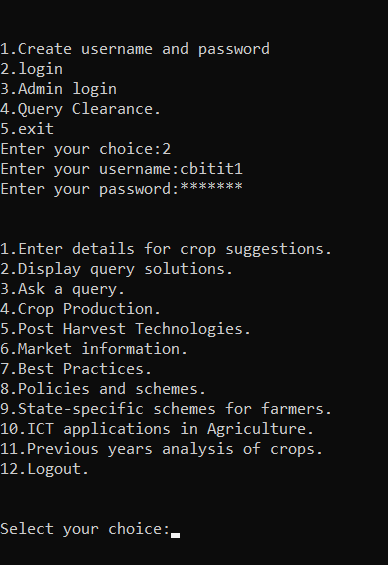 1.Create username and password
2.login
3.Admin login
4.Query Clearance.
5.exit
Enter your choice:2
Enter your username:cbitit1
Enter your password:*******
1.Enter details for crop suggestions.
2.Display query solutions.
3.Ask a query.
4.Crop Production.
5.Post Harvest Technologies.
6.Market information.
7.Best Practices.
8.Policies and schemes.
9.State-specific schemes for farmers.
10.ICT applications in Agriculture.
11.Previous years analysis of crops.
12.Logout.
Select your choice: